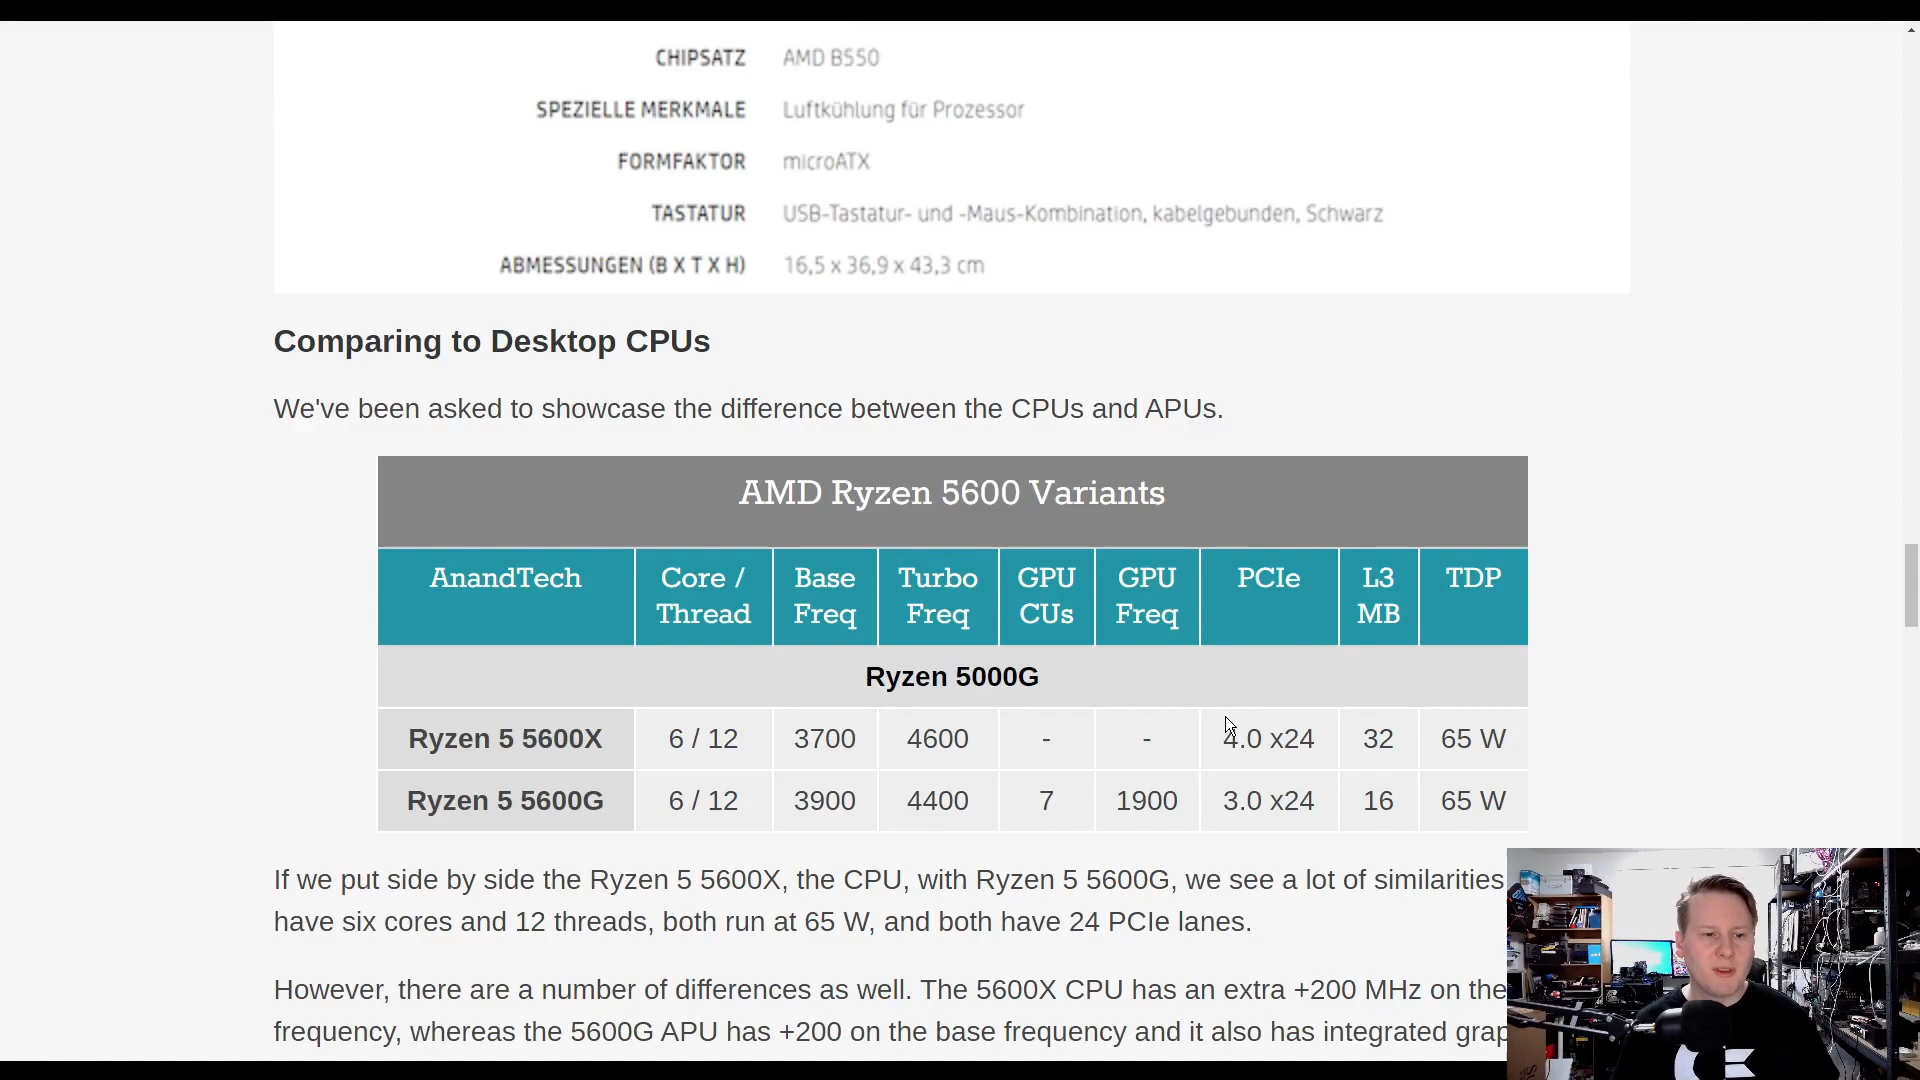 CHIPSATZ AMD B550
SPEZIELLE MERKMALE Luftkühlung für Prozessor
FORMFAKTOR microATX
TASTATUR USB-Tastatur- und -Maus-Kombination, kabelgebunden, Schwarz
ABMESSUNGEN (B X T X H) 16,5 x 36,9 x 43,3 cm
Comparing to Desktop CPUs
We've been asked to showcase the difference between the CPUs and APUs.
AMD Ryzen 5600 Variants
AnandTech Core / Thread Base Freq Turbo Freq GPU CUs GPU Freq PCIe L3 MB TDP
Ryzen 5000G
Ryzen 5 5600X 6 / 12 3700 4600 - - 4.0 x24 32 65 W
Ryzen 5 5600G 6 / 12 3900 4400 7 1900 3.0 x24 16 65 W
If we put side by side the Ryzen 5 5600X, the CPU, with Ryzen 5 5600G, we see a lot of similarities
have six cores and 12 threads, both run at 65 W, and both have 24 PCIe lanes.
However, there are a number of differences as well. The 5600X CPU has an extra +200 MHz on the
frequency, whereas the 5600G APU has +200 on the base frequency and it also has integrated grap